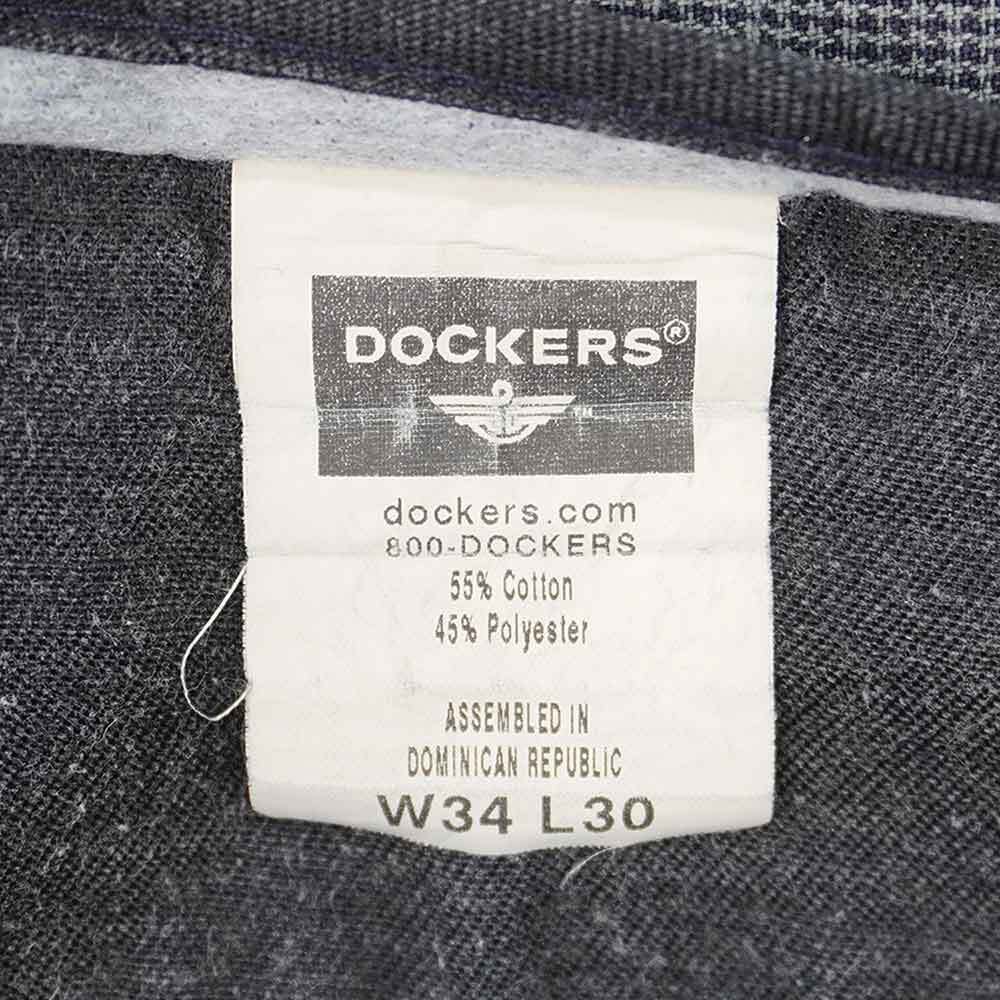 DOCKERS®
dockers.com
800-DOCKERS
55% Cotton
45% Polyester
ASSEMBLED IN
DOMINICAN REPUBLIC
W34 L30